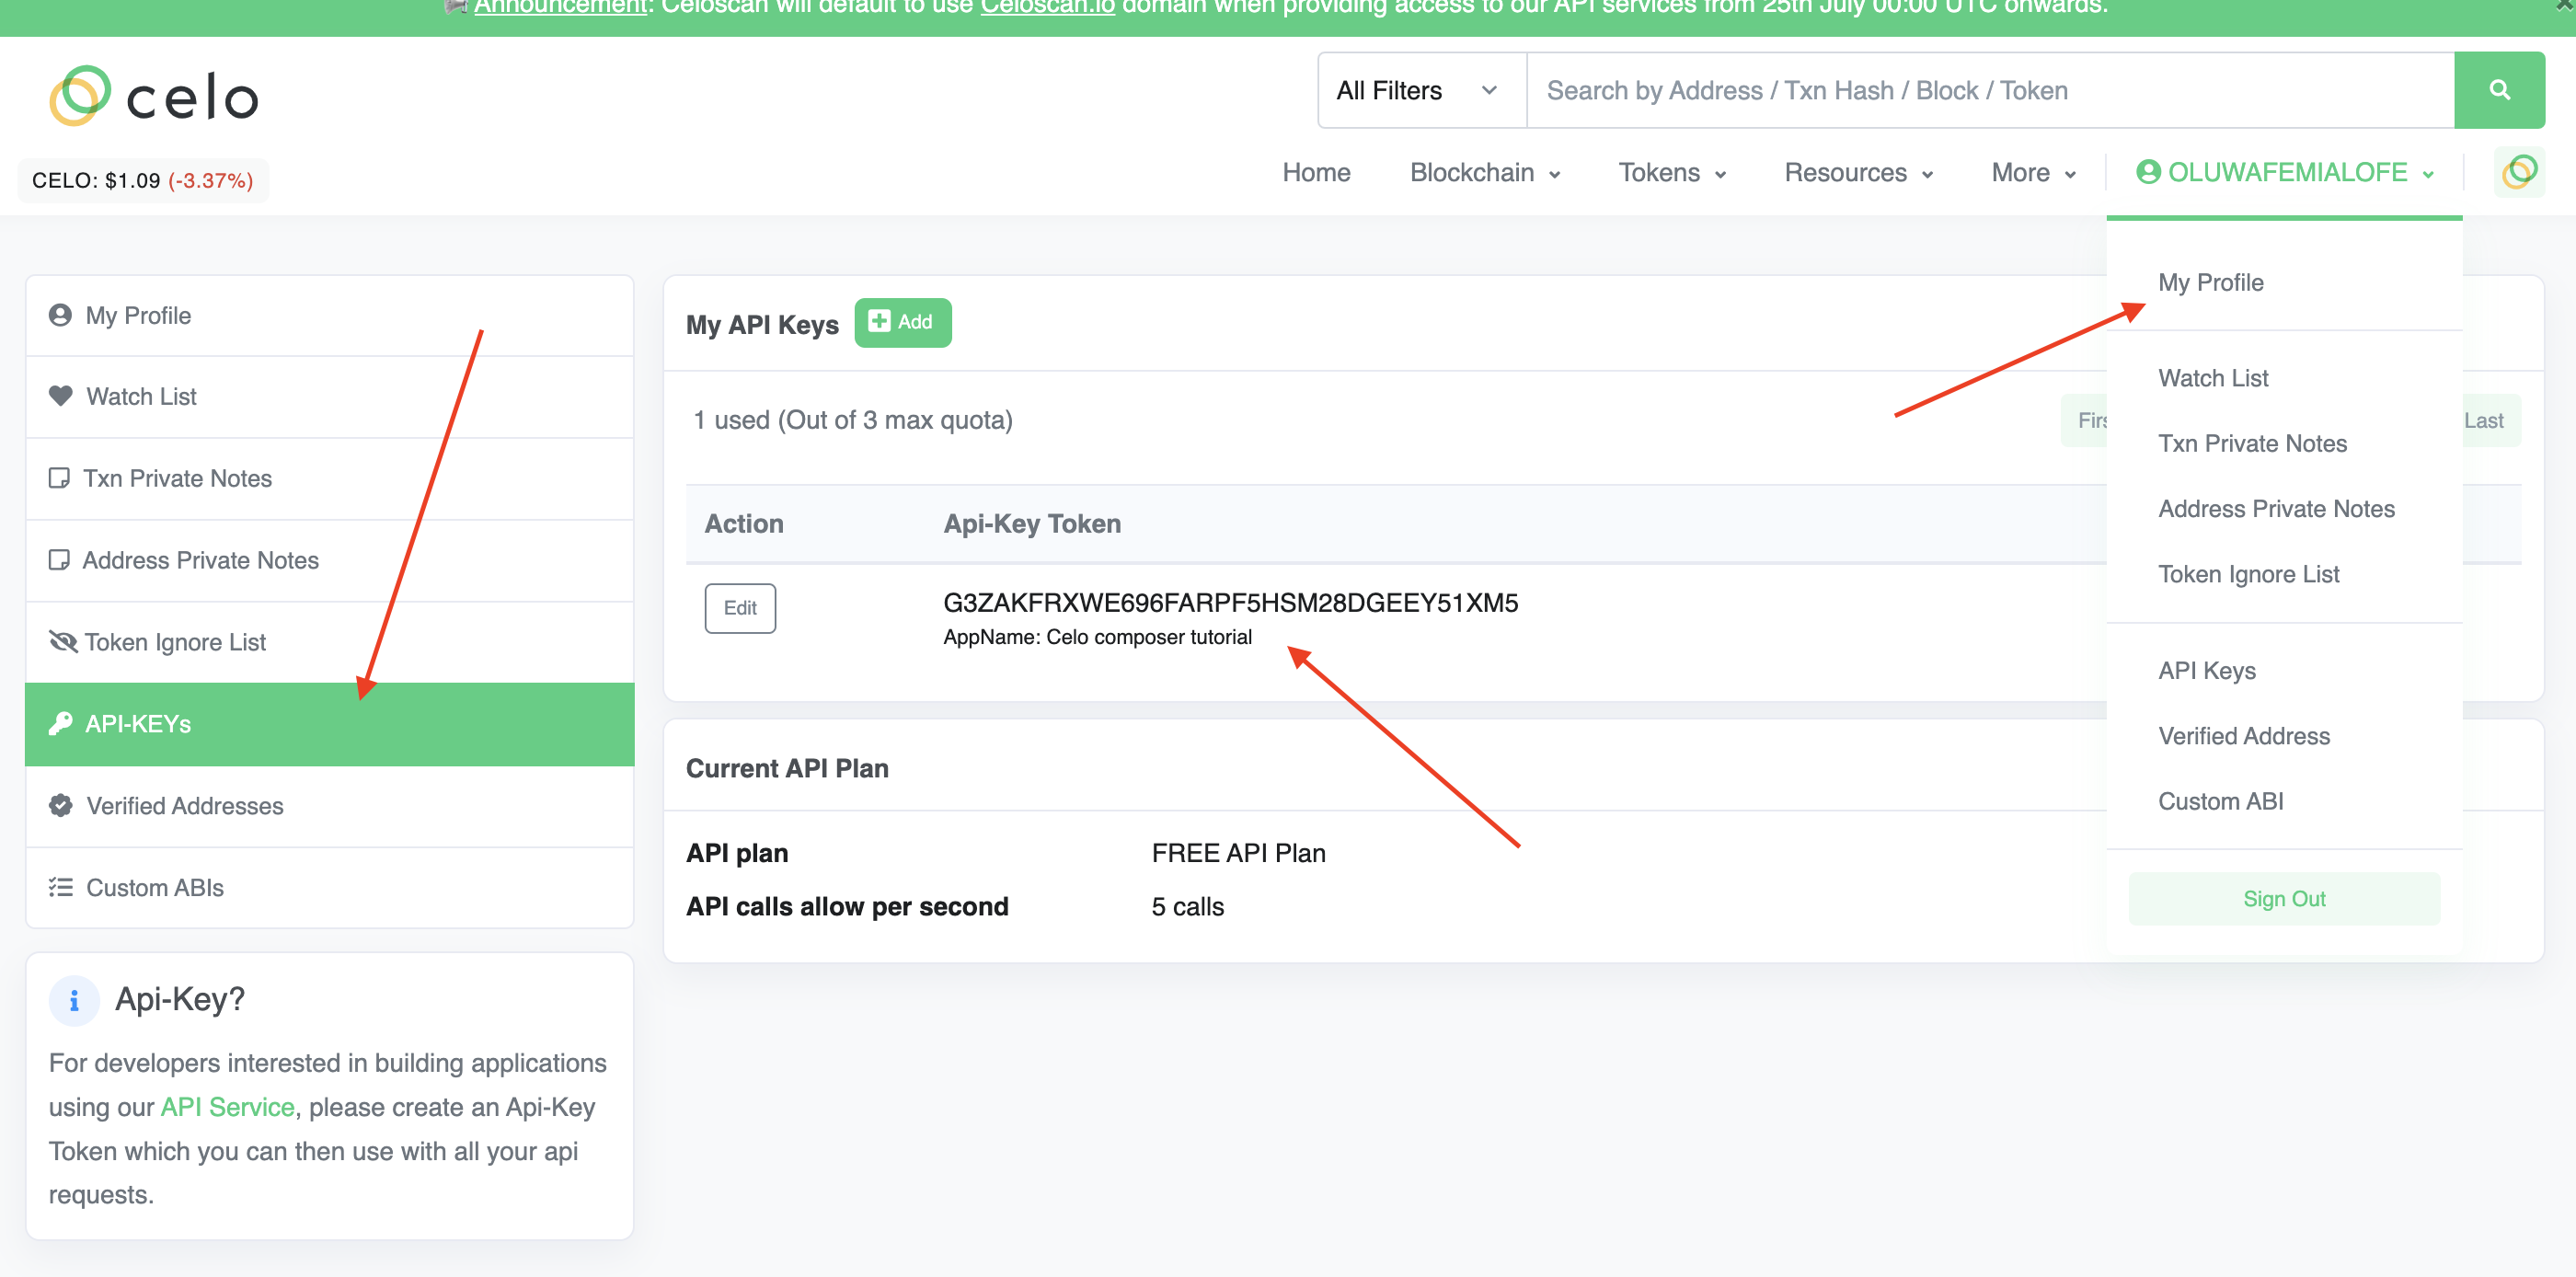 Announcement: Celoscan will default to use Celoscan.io domain when providing access to our API services from 25th July 00:00 UTC onwards.
celo
All Filters
Search by Address / Txn Hash / Block / Token
CELO: $1.09 (-3.37%)
Home
Blockchain
Tokens
Resources
More
OLUWAFEMIALOFE
My Profile
Watch List
Txn Private Notes
Address Private Notes
Token Ignore List
API-KEYs
Verified Addresses
Custom ABIs
Api-Key?
For developers interested in building applications
using our API Service, please create an Api-Key
Token which you can then use with all your api
requests.
My API Keys
Add
1 used (Out of 3 max quota)
Last
Action
Api-Key Token
Edit
G3ZAKFRXWE696FARPF5HSM28DGEEY51XM5
AppName: Celo composer tutorial
Current API Plan
API plan
FREE API Plan
API calls allow per second
5 calls
My Profile
Watch List
Txn Private Notes
Address Private Notes
Token Ignore List
API Keys
Verified Address
Custom ABI
Sign Out